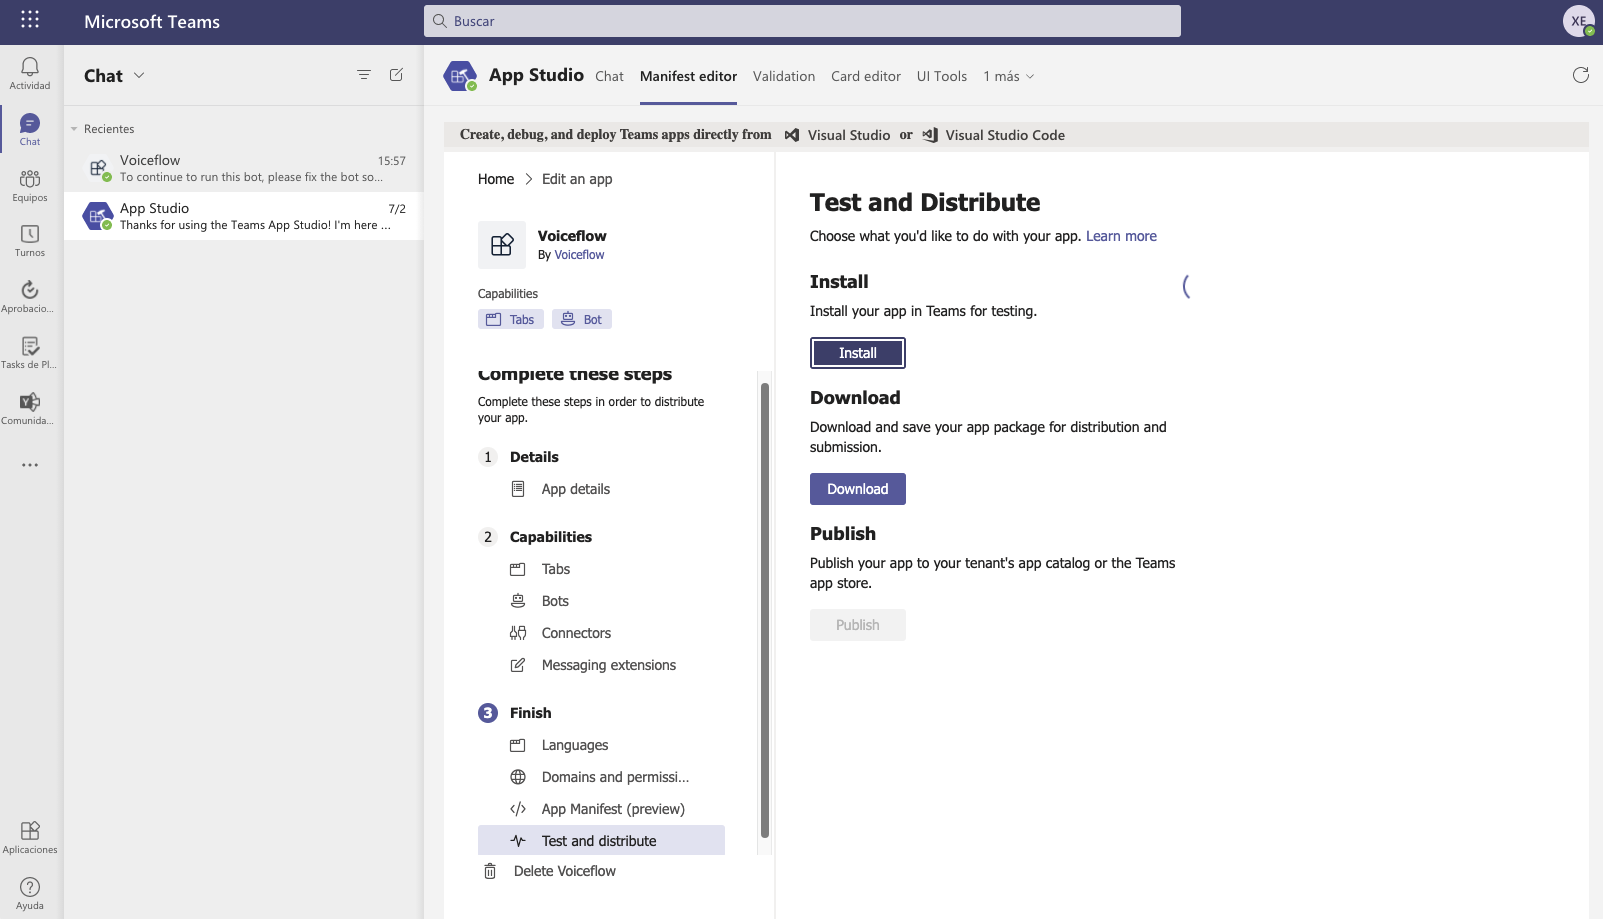 Microsoft Teams
Buscar
XE
Actividad
Chat
Equipos
Turnos
Aprobacio...
Tasks de Pl...
Comunida...
Aplicaciones
Ayuda
Chat
Recientes
Voiceflow
15:57
To continue to run this bot, please fix the bot so...
App Studio
7/2
Thanks for using the Teams App Studio! I'm here ...
App Studio
Chat
Manifest editor
Validation
Card editor
UI Tools
1 más
Create, debug, and deploy Teams apps directly from Visual Studio or Visual Studio Code
Home > Edit an app
Voiceflow
By Voiceflow
Capabilities
Tabs
Bot
Complete these steps
Complete these steps in order to distribute
your app.
1 Details
App details
2 Capabilities
Tabs
Bots
Connectors
Messaging extensions
3 Finish
Languages
Domains and permissi...
App Manifest (preview)
Test and distribute
Delete Voiceflow
Test and Distribute
Choose what you'd like to do with your app. Learn more
Install
Install your app in Teams for testing.
Install
Download
Download and save your app package for distribution and
submission.
Download
Publish
Publish your app to your tenant's app catalog or the Teams
app store.
Publish